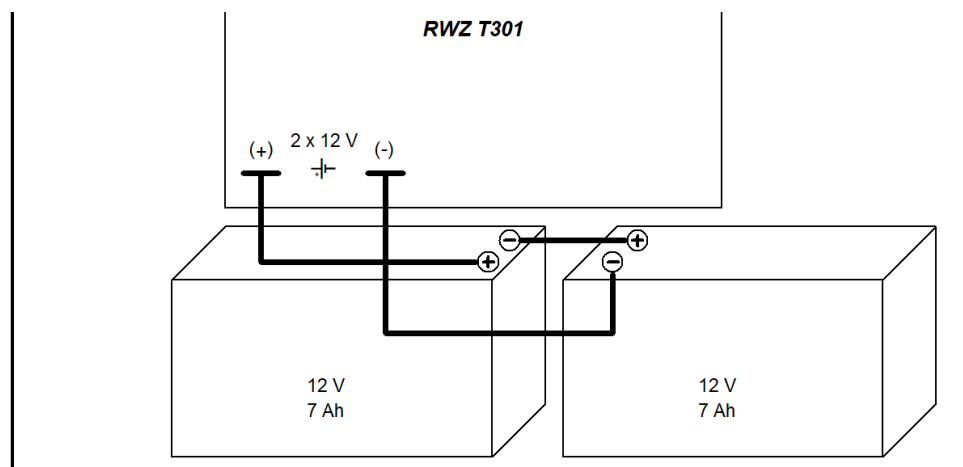 RWZ T301
(+) 2 x 12 V (-)
+
− +
+ −
12 V
7 Ah
12 V
7 Ah